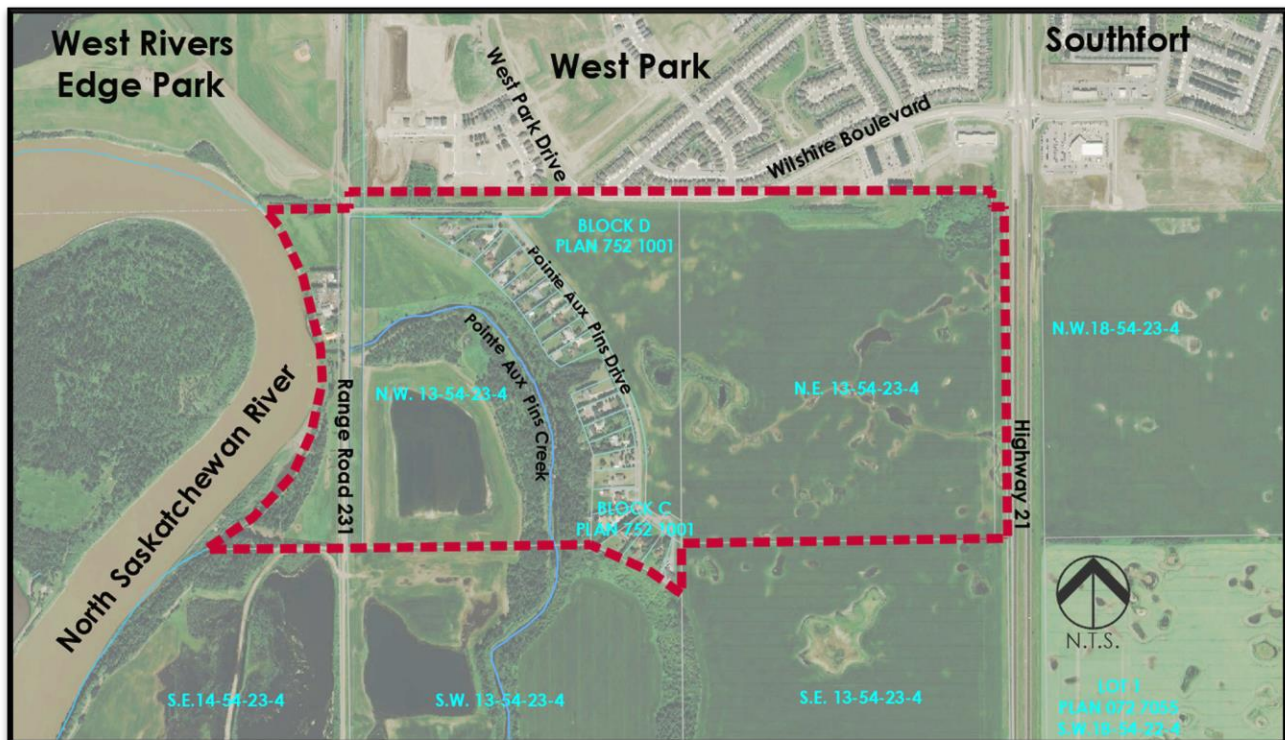 West Rivers
Edge Park
West Park Drive
West Park
Wilshire Boulevard
Southfort
BLOCK D
PLAN 752 1001
Pointe Aux Pins Drive
Pointe Aux Pins Creek
N.W. 13-54-23-4
N.E. 13-54-23-4
N.W.18-54-23-4
North Saskatchewan River
Range Road 231
Highway 21
BLOCK C
PLAN 752 1001
N.T.S.
S.E.14-54-23-4
S.W. 13-54-23-4
S.E. 13-54-23-4
LOT 1
PLAN 072 7055
S.W.18-54-22-4